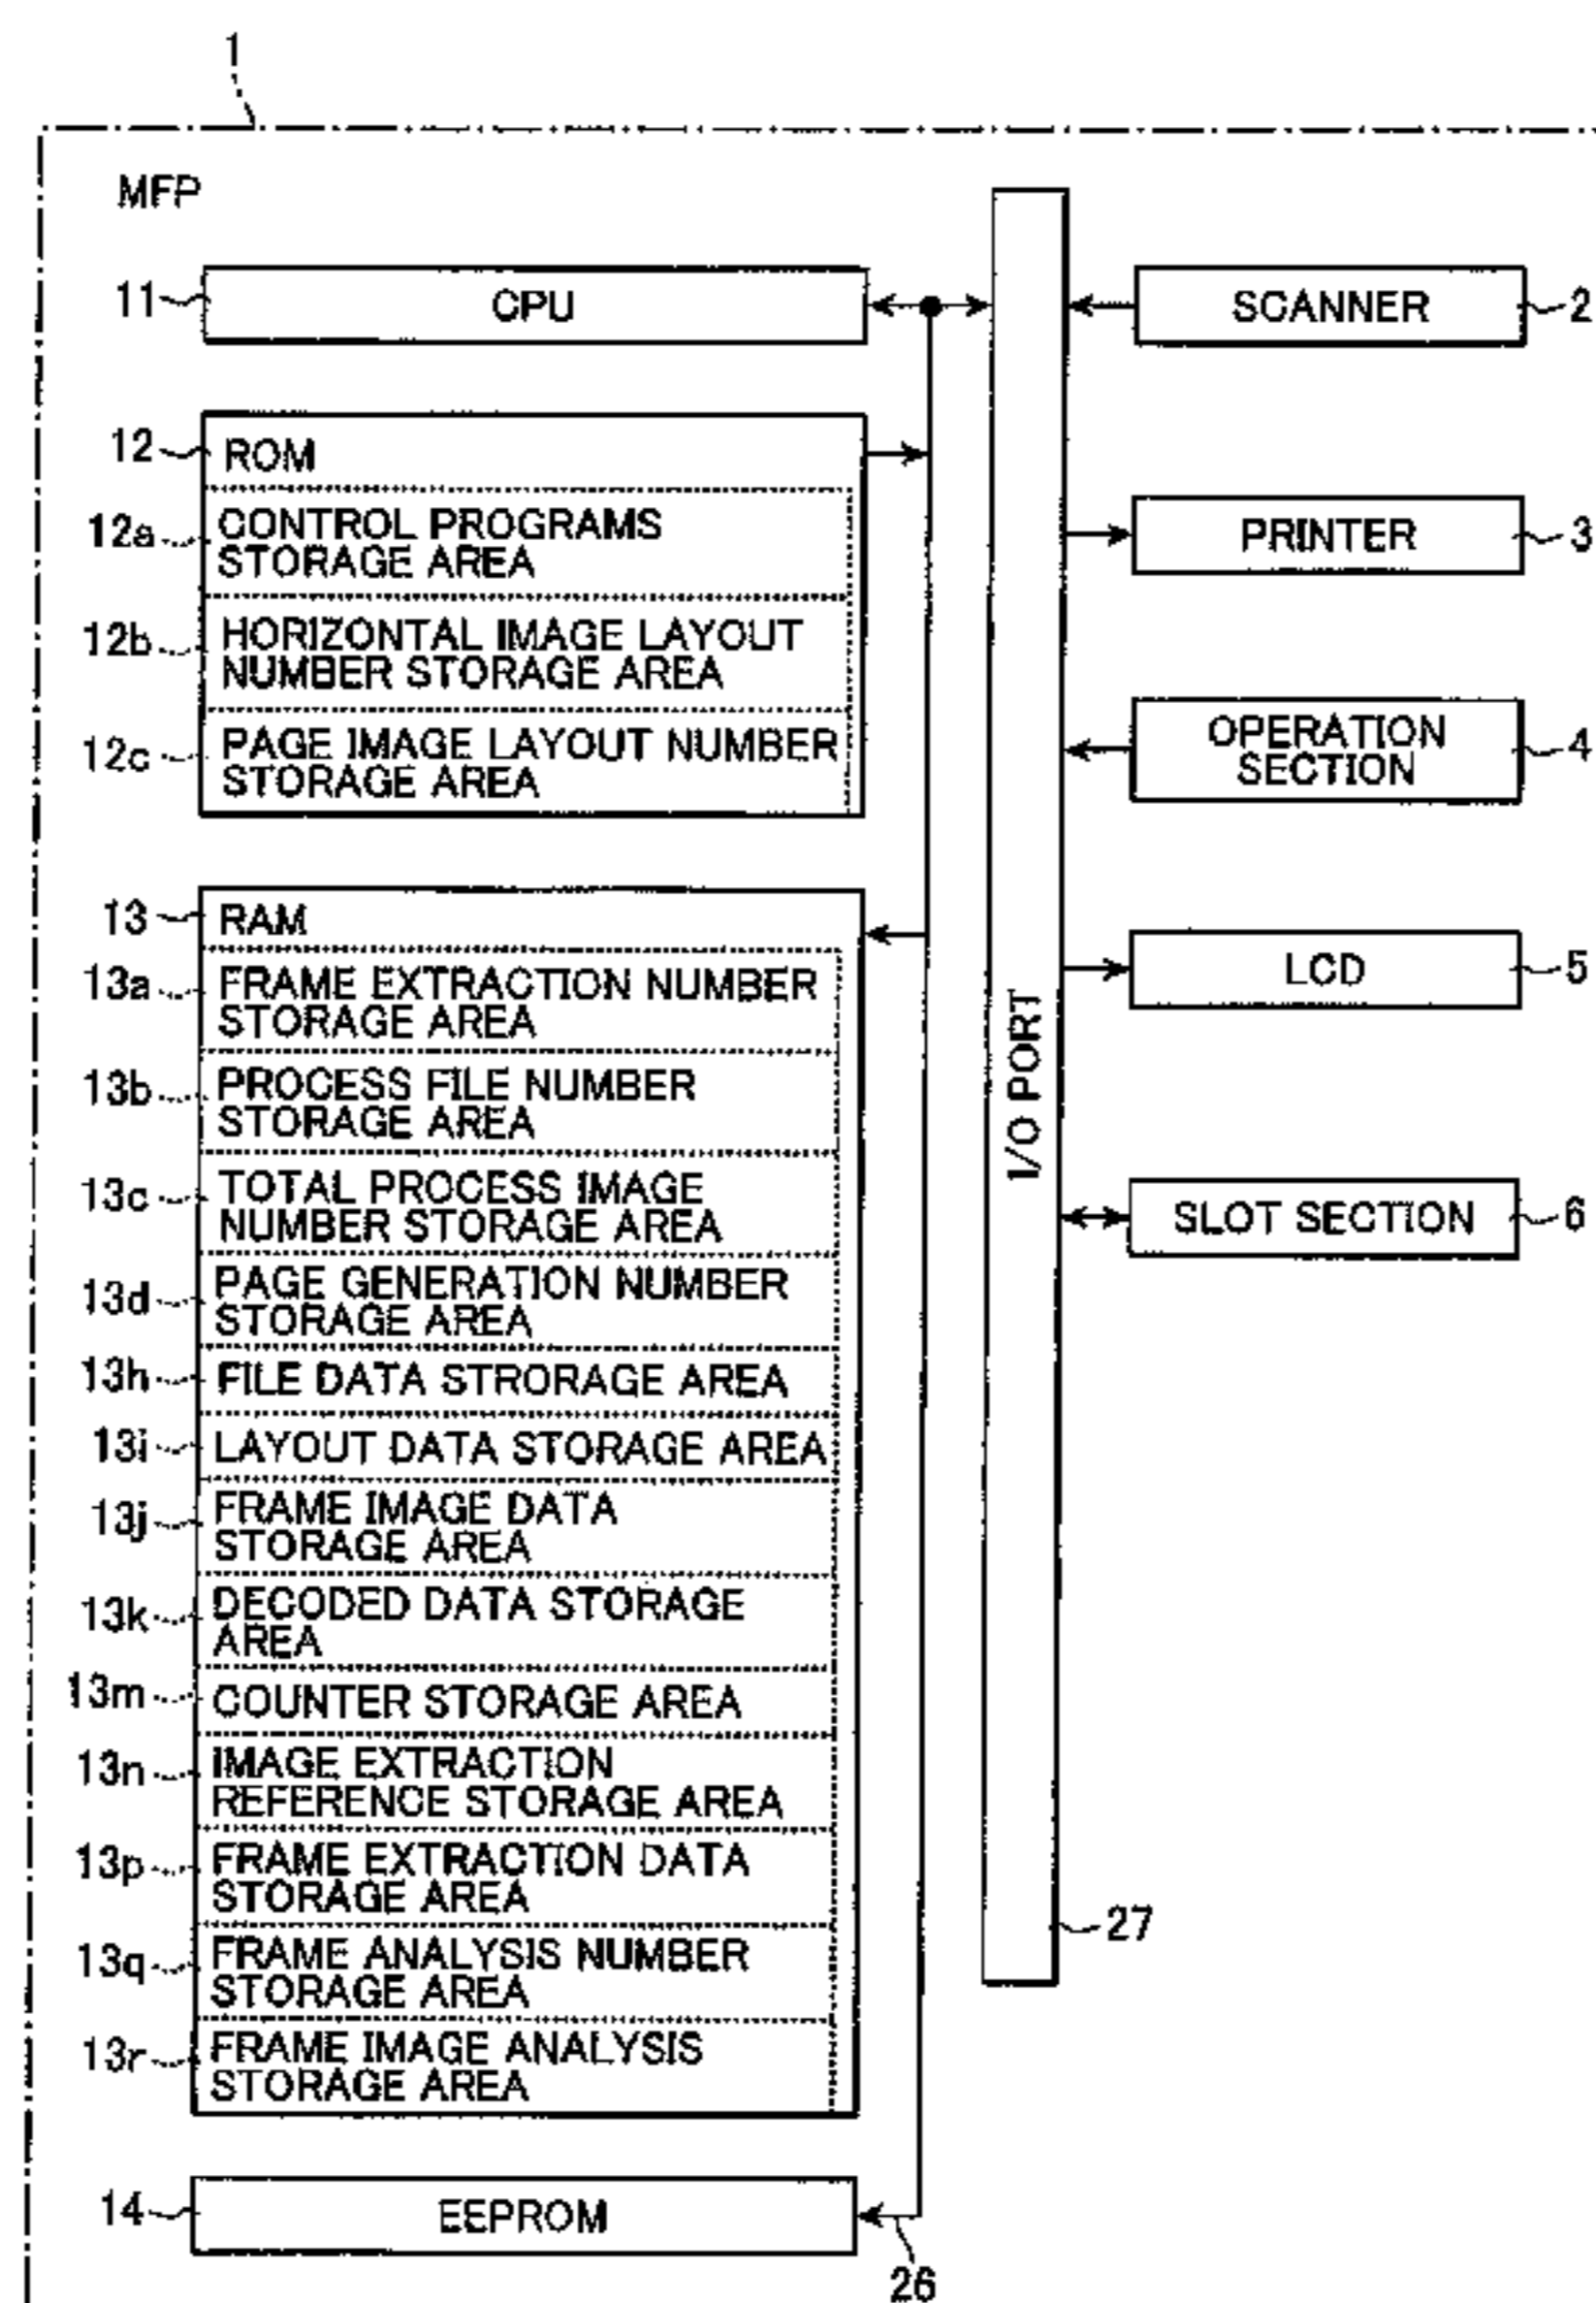 1
MFP
11
CPU
SCANNER
2
12
ROM
12a
CONTROL PROGRAMS
STORAGE AREA
PRINTER
3
12b
HORIZONTAL IMAGE LAYOUT
NUMBER STORAGE AREA
12c
PAGE IMAGE LAYOUT NUMBER
STORAGE AREA
OPERATION
SECTION
4
13
RAM
13a
FRAME EXTRACTION NUMBER
STORAGE AREA
LCD
5
I/O PORT
13b
PROCESS FILE NUMBER
STORAGE AREA
13c
TOTAL PROCESS IMAGE
NUMBER STORAGE AREA
SLOT SECTION
6
13d
PAGE GENERATION NUMBER
STORAGE AREA
13h
FILE DATA STRORAGE AREA
13i
LAYOUT DATA STORAGE AREA
13j
FRAME IMAGE DATA
STORAGE AREA
13k
DECODED DATA STORAGE
AREA
13m
COUNTER STORAGE AREA
13n
IMAGE EXTRACTION
REFERENCE STORAGE AREA
13p
FRAME EXTRACTION DATA
STORAGE AREA
27
13q
FRAME ANALYSIS NUMBER
STORAGE AREA
13r
FRAME IMAGE ANALYSIS
STORAGE AREA
14
EEPROM
26